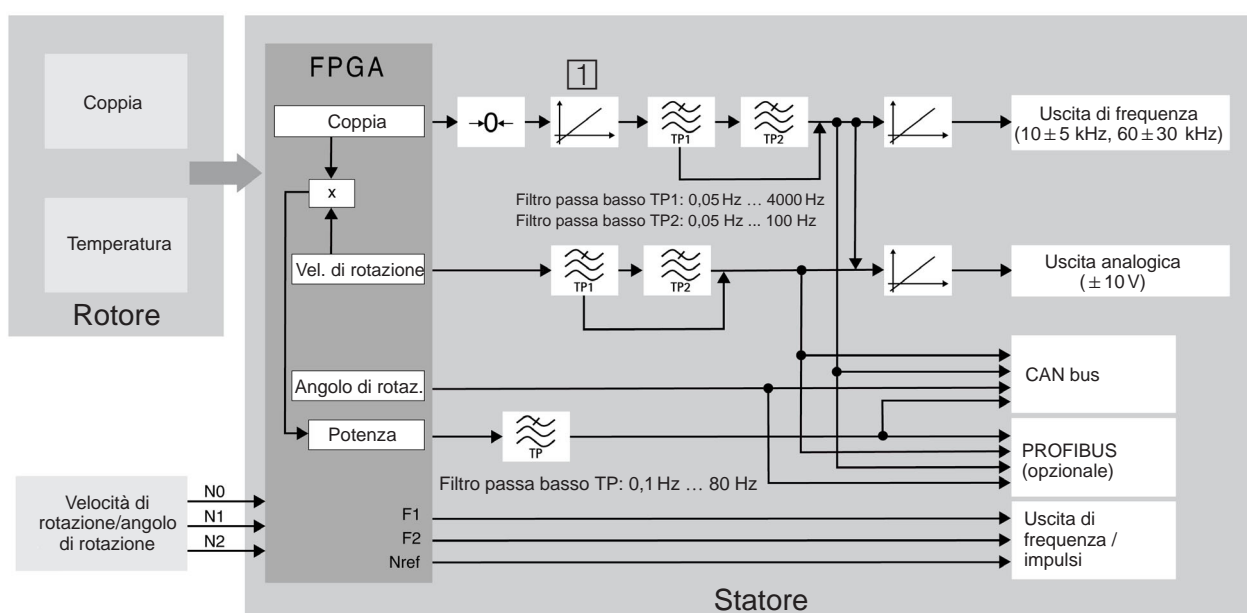 FPGA
1
Coppia
Coppia
→0←
TP1
TP2
Uscita di frequenza
(10 ± 5 kHz, 60 ± 30 kHz)
x
Filtro passa basso TP1: 0,05 Hz … 4000 Hz
Filtro passa basso TP2: 0,05 Hz ... 100 Hz
Temperatura
Vel. di rotazione
TP1
TP2
Uscita analogica
(± 10 V)
Rotore
Angolo di rotaz.
CAN bus
Potenza
TP
PROFIBUS
(opzionale)
Filtro passa basso TP: 0,1 Hz … 80 Hz
Velocità di
rotazione/angolo
di rotazione
N0
N1
N2
F1
F2
Nref
Uscita di
frequenza /
impulsi
Statore